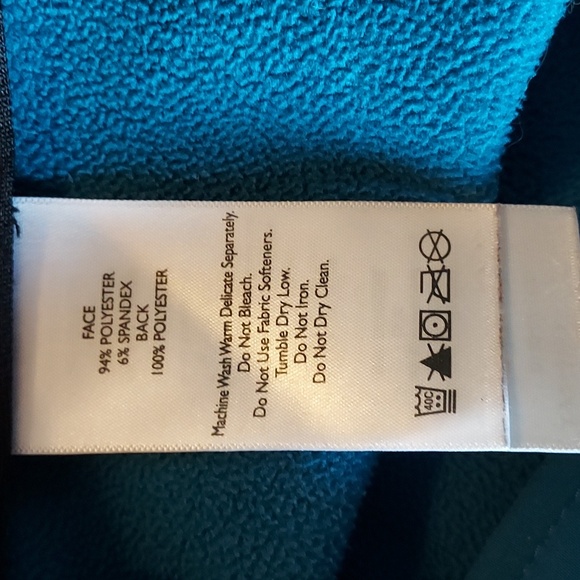 FACE
94% POLYESTER
6% SPANDEX
BACK
100% POLYESTER
Machine Wash Warm Delicate Separately.
Do Not Bleach.
Do Not Use Fabric Softeners.
Tumble Dry Low.
Do Not Iron.
Do Not Dry Clean.
40C